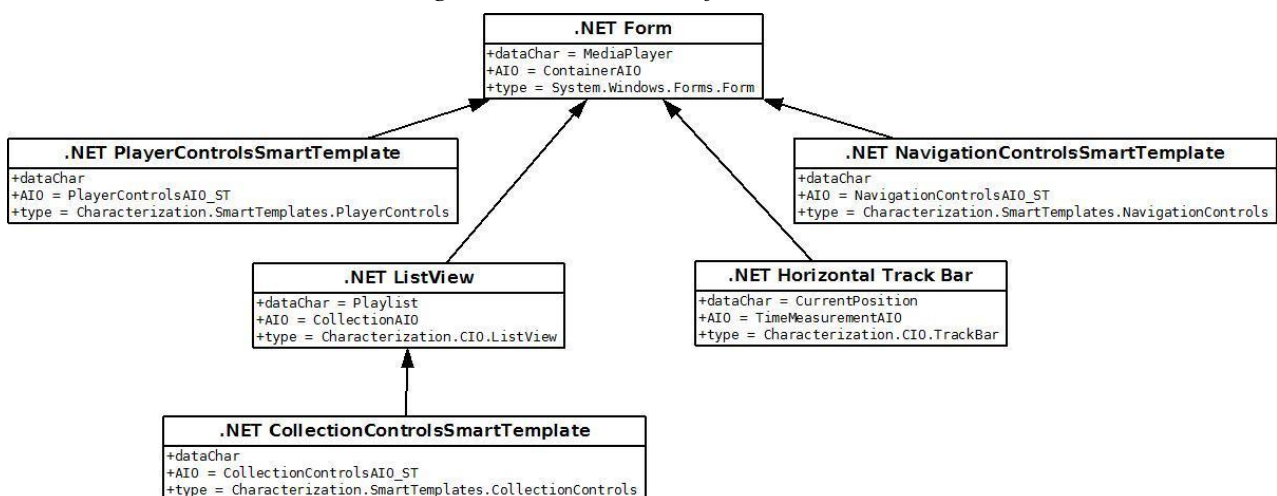 .NET Form
+dataChar = MediaPlayer
+AIO = ContainerAIO
+type = System.Windows.Forms.Form
.NET PlayerControlsSmartTemplate
+dataChar
+AIO = PlayerControlsAIO_ST
+type = Characterization.SmartTemplates.PlayerControls
.NET NavigationControlsSmartTemplate
+dataChar
+AIO = NavigationControlsAIO_ST
+type = Characterization.SmartTemplates.NavigationControls
.NET ListView
+dataChar = Playlist
+AIO = CollectionAIO
+type = Characterization.CIO.ListView
.NET Horizontal Track Bar
+dataChar = CurrentPosition
+AIO = TimeMeasurementAIO
+type = Characterization.CIO.TrackBar
.NET CollectionControlsSmartTemplate
+dataChar
+AIO = CollectionControlsAIO_ST
+type = Characterization.SmartTemplates.CollectionControls